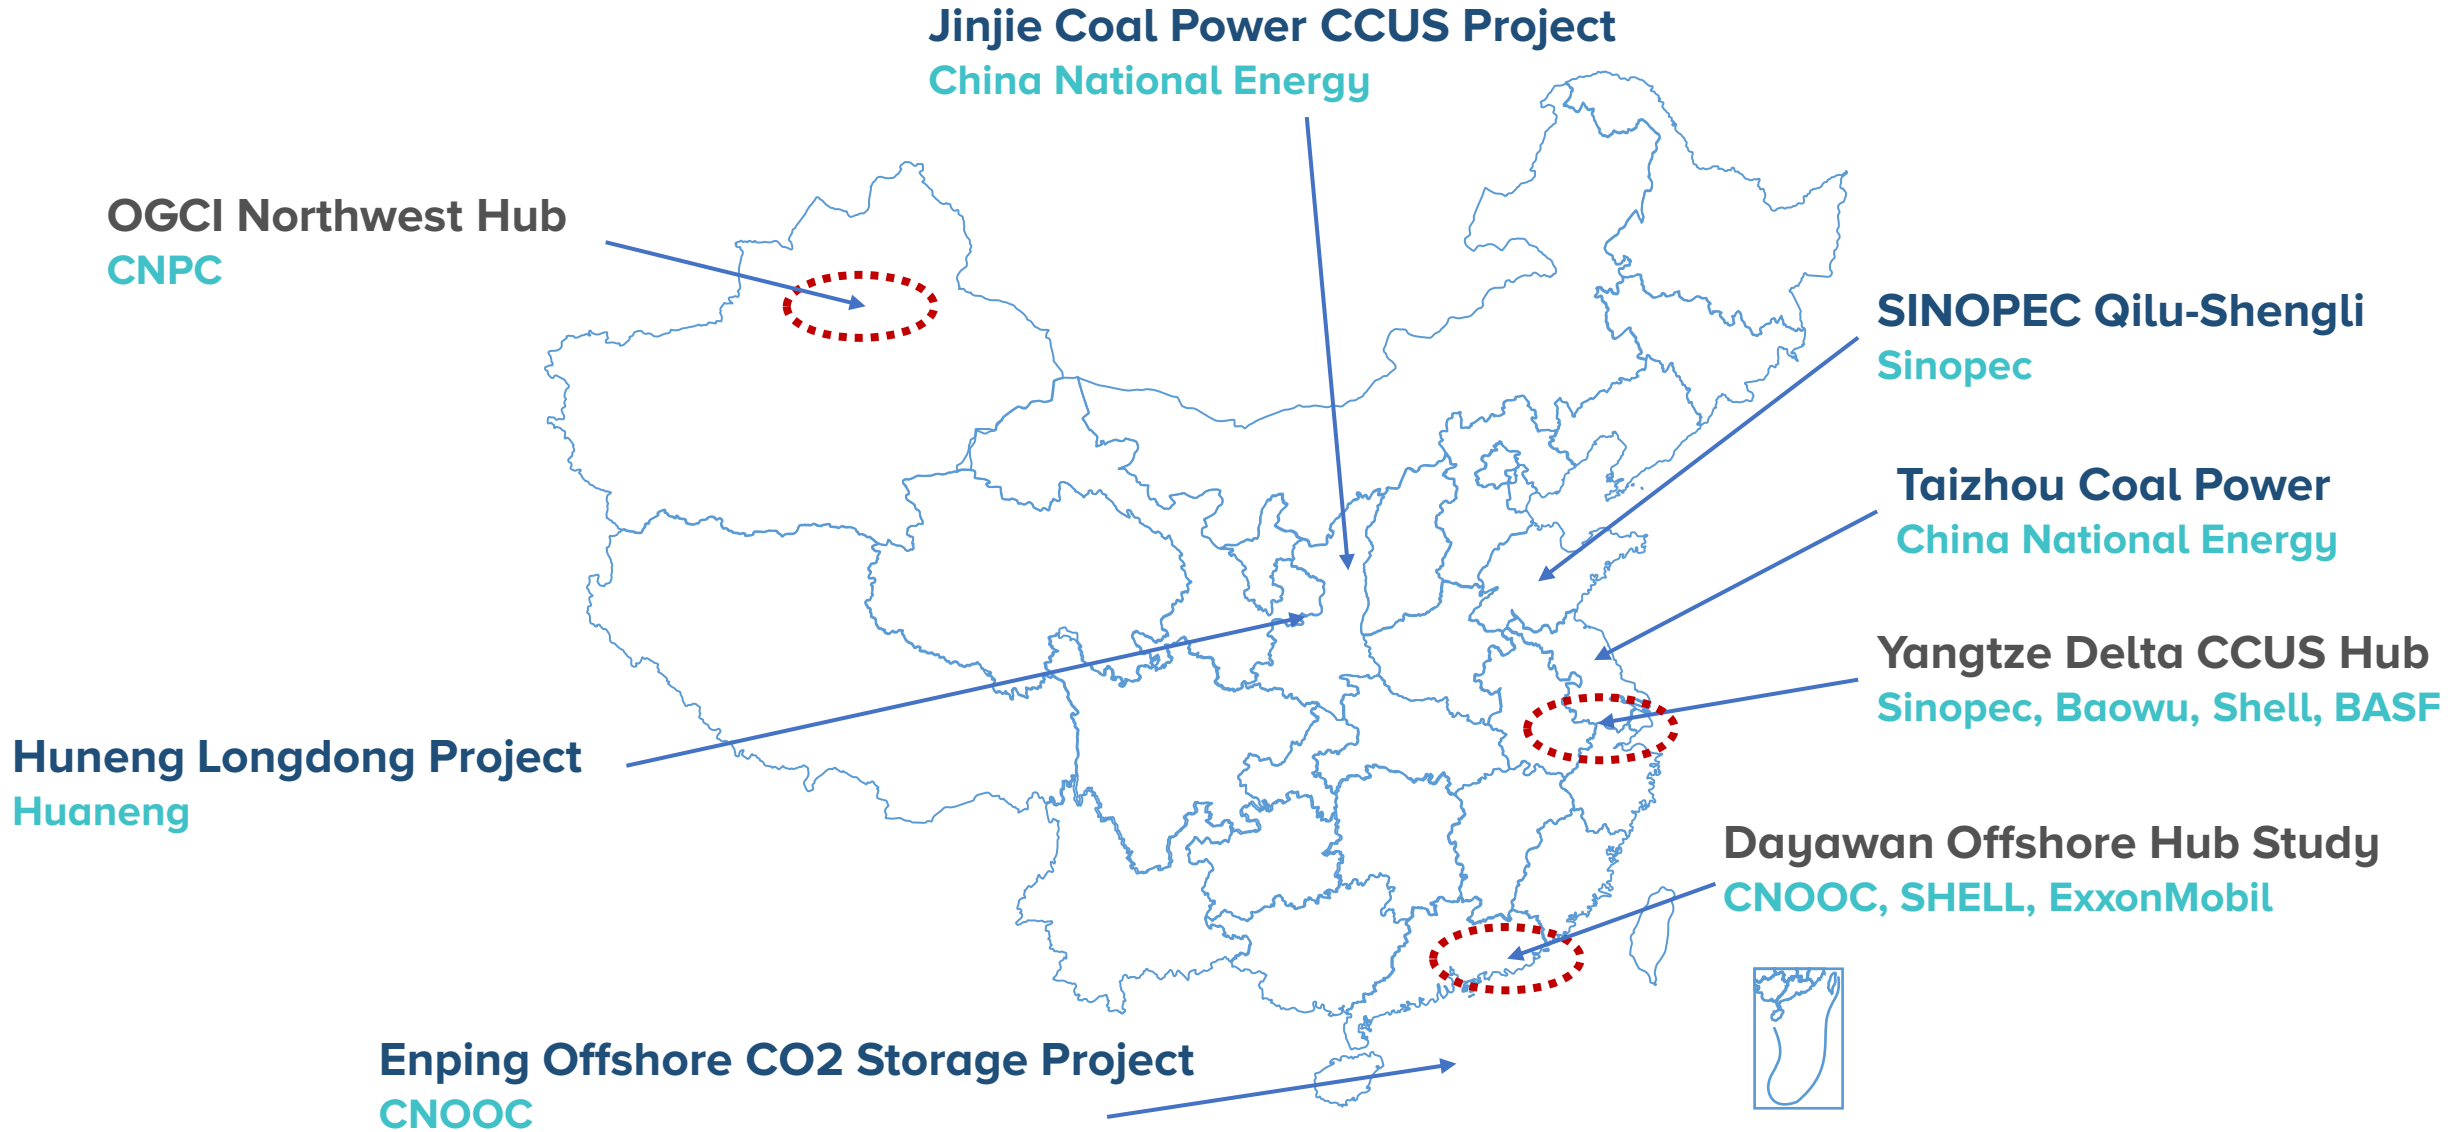 Jinjie Coal Power CCUS Project
China National Energy
OGCI Northwest Hub
CNPC
SINOPEC Qilu-Shengli
Sinopec
Taizhou Coal Power
China National Energy
Yangtze Delta CCUS Hub
Sinopec, Baowu, Shell, BASF
Huneng Longdong Project
Huaneng
Dayawan Offshore Hub Study
CNOOC, SHELL, ExxonMobil
Enping Offshore CO2 Storage Project
CNOOC